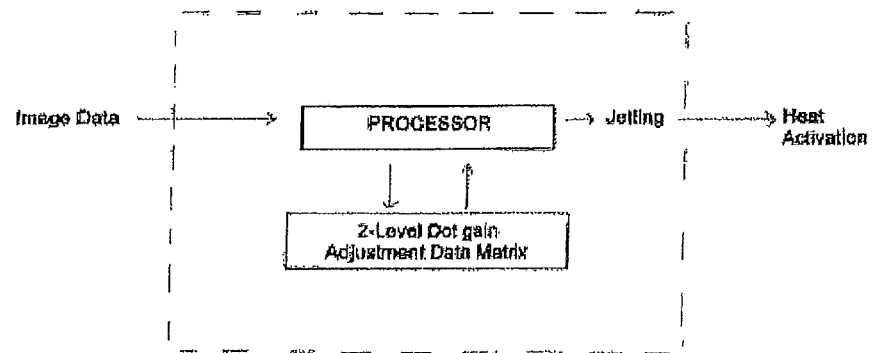 Image Data
PROCESSOR
Jetting
Heat
Activation
2-Level Dot gain
Adjustment Data Matrix